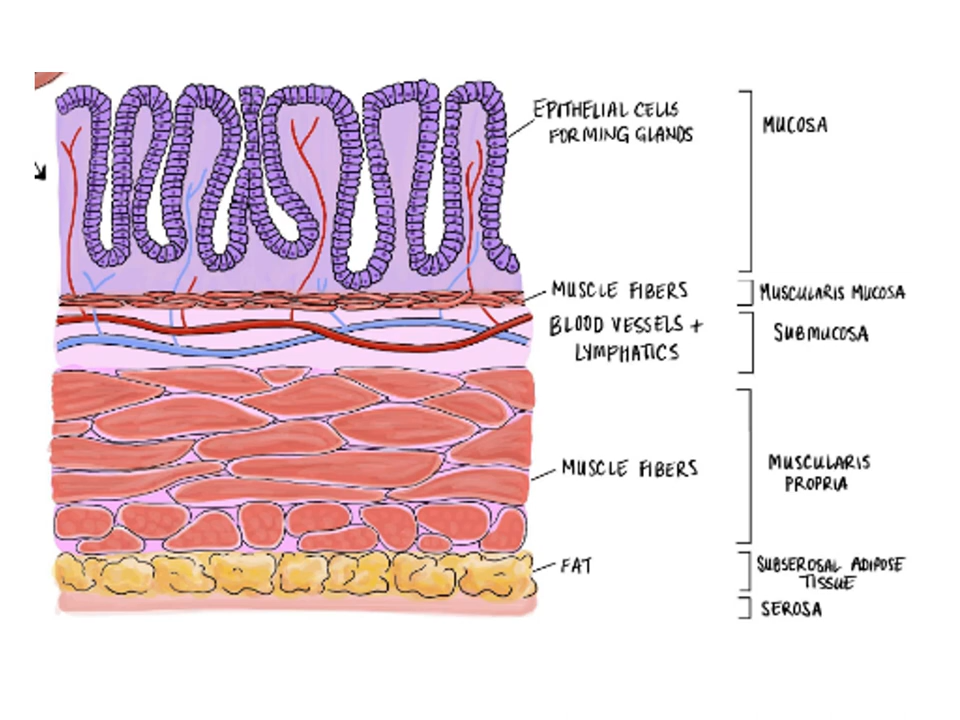 EPITHELIAL CELLS
FORMING GLANDS
MUCOSA
MUSCLE FIBERS
MUSCULARIS MUCOSA
BLOOD VESSELS +
LYMPHATICS
SUBMUCOSA
MUSCLE FIBERS
MUSCULARIS
PROPRIA
FAT
SUBSEROSAL ADIPOSE
TISSUE
SEROSA